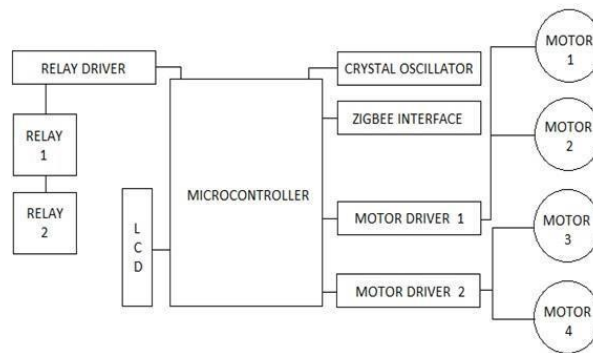 RELAY DRIVER
RELAY
1
RELAY
2
L
C
D
MICROCONTROLLER
CRYSTAL OSCILLATOR
ZIGBEE INTERFACE
MOTOR DRIVER 1
MOTOR DRIVER 2
MOTOR
1
MOTOR
2
MOTOR
3
MOTOR
4